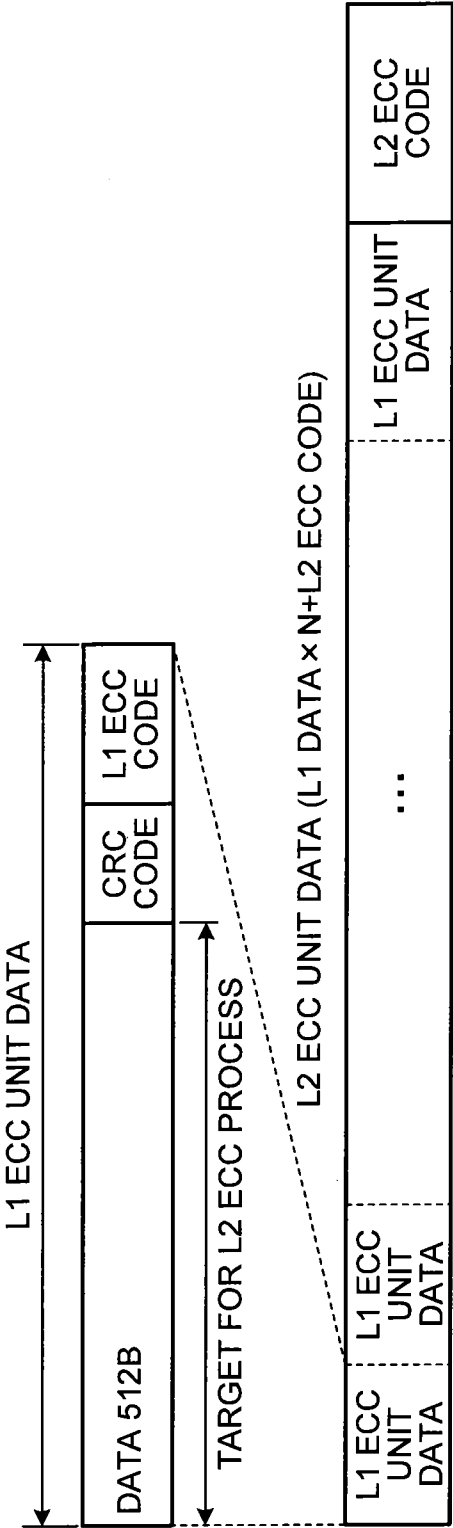 L1 ECC UNIT DATA
DATA 512B
CRC
CODE
L1 ECC
CODE
TARGET FOR L2 ECC PROCESS
L2 ECC UNIT DATA (L1 DATA × N+L2 ECC CODE)
L1 ECC
UNIT
DATA
L1 ECC
UNIT
DATA
...
L1 ECC UNIT
DATA
L2 ECC
CODE